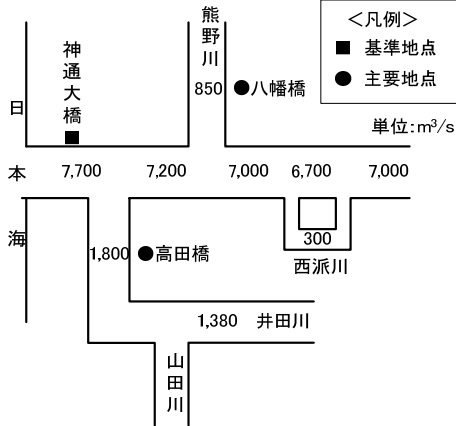 <凡例>
■ 基準地点
● 主要地点
単位:m³/s
熊野川
神通大橋
850
八幡橋
日本海
7,700
7,200
7,000
6,700
7,000
300
西派川
1,800
高田橋
1,380
井田川
山田川